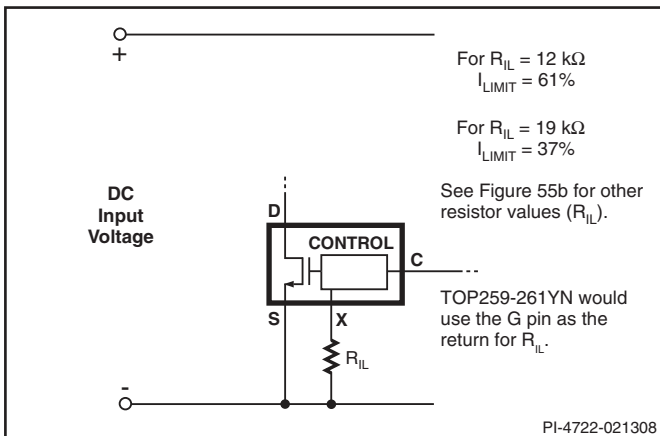 +
For R_IL = 12 kΩ
I_LIMIT = 61%
For R_IL = 19 kΩ
I_LIMIT = 37%
See Figure 55b for other
resistor values (R_IL).
DC
Input
Voltage
D
CONTROL
C
S
X
TOP259-261YN would
use the G pin as the
return for R_IL.
R_IL
-
PI-4722-021308